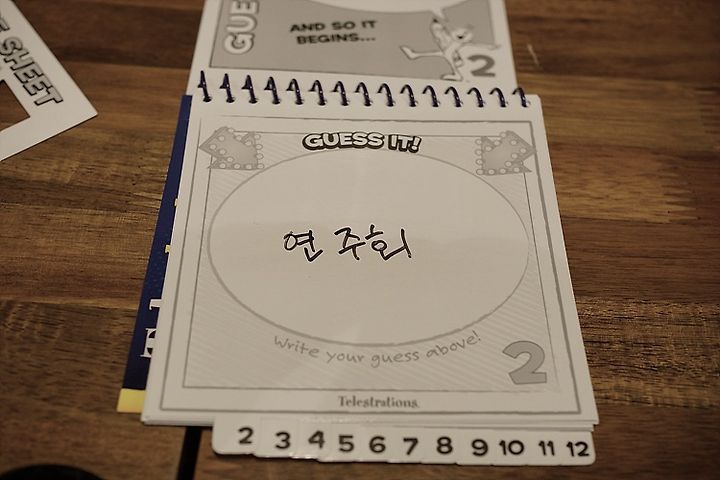 SHEET
GUE
AND SO IT
BEGINS...
2
GUESS IT!
연주회
Write your guess above!
2
Telestrations
2 3 4 5 6 7 8 9 10 11 12